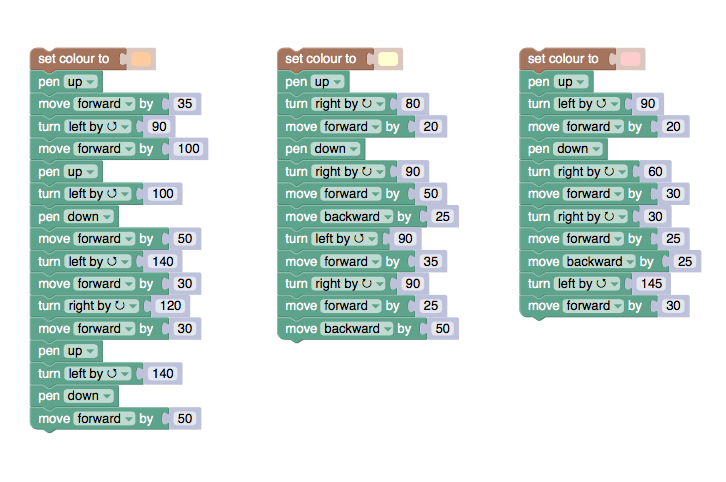 set colour to
pen up
move forward by 35
turn left by 90
move forward by 100
pen up
turn left by 100
pen down
move forward by 50
turn left by 140
move forward by 30
turn right by 120
move forward by 30
pen up
turn left by 140
pen down
move forward by 50
set colour to
pen up
turn right by 80
move forward by 20
pen down
turn right by 90
move forward by 50
move backward by 25
turn left by 90
move forward by 35
turn right by 90
move forward by 25
move backward by 50
set colour to
pen up
turn left by 90
move forward by 20
pen down
turn right by 60
move forward by 30
turn right by 30
move forward by 25
move backward by 25
turn left by 145
move forward by 30